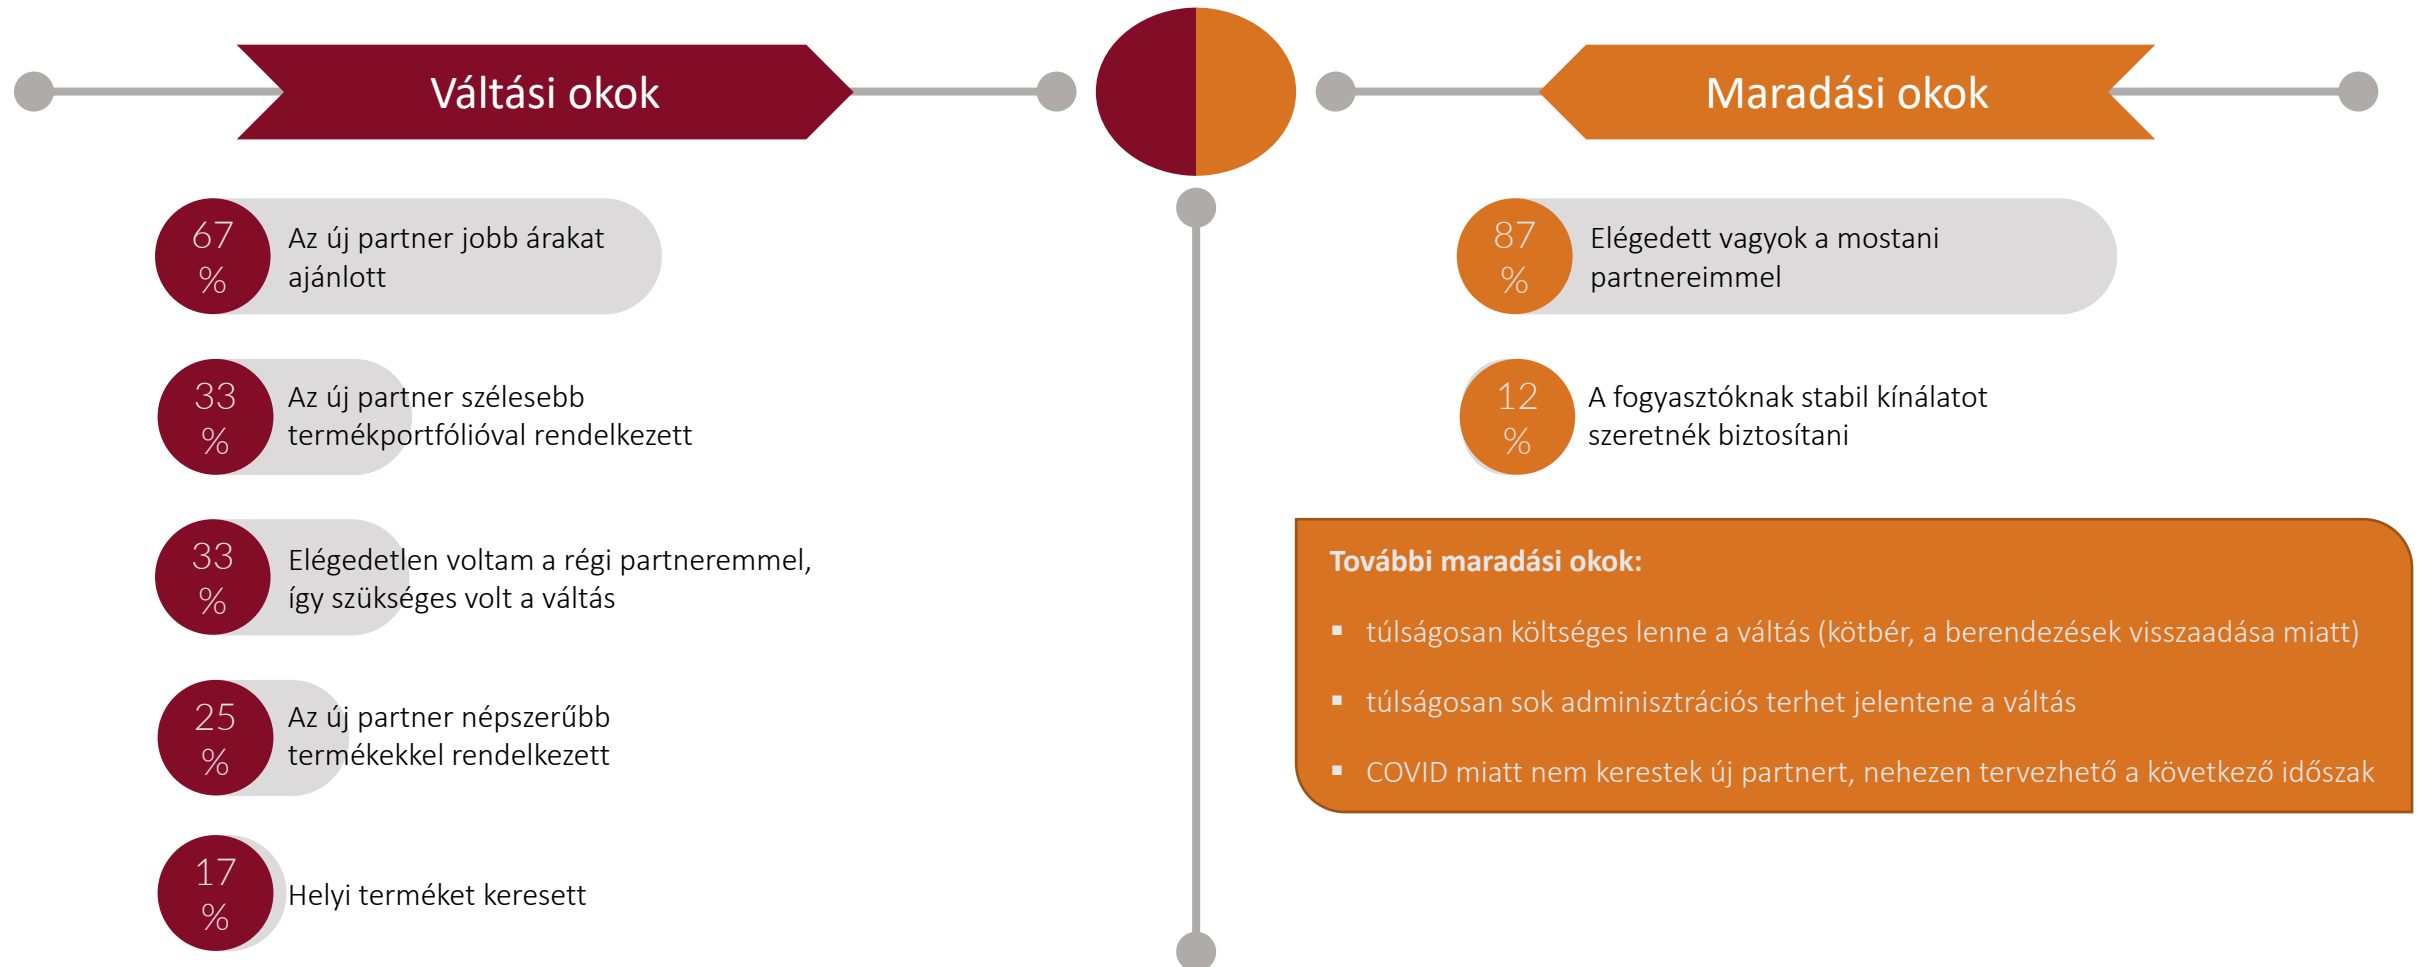 Váltási okok
67
%
Az új partner jobb árakat
ajánlott
33
%
Az új partner szélesebb
termékportfólióval rendelkezett
33
%
Elégedetlen voltam a régi partneremmel,
így szükséges volt a váltás
25
%
Az új partner népszerűbb
termékekkel rendelkezett
17
%
Helyi terméket keresett
Maradási okok
87
%
Elégedett vagyok a mostani
partnereimmel
12
%
A fogyasztóknak stabil kínálatot
szeretnék biztosítani
További maradási okok:
▪ túlságosan költséges lenne a váltás (kötbér, a berendezések visszaadása miatt)
▪ túlságosan sok adminisztrációs terhet jelentene a váltás
▪ COVID miatt nem kerestek új partnert, nehezen tervezhető a következő időszak